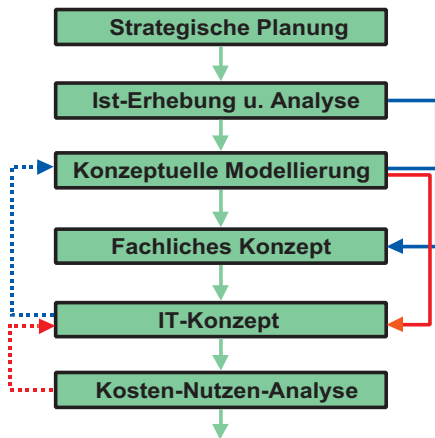 Strategische Planung
Ist-Erhebung u. Analyse
Konzeptuelle Modellierung
Fachliches Konzept
IT-Konzept
Kosten-Nutzen-Analyse